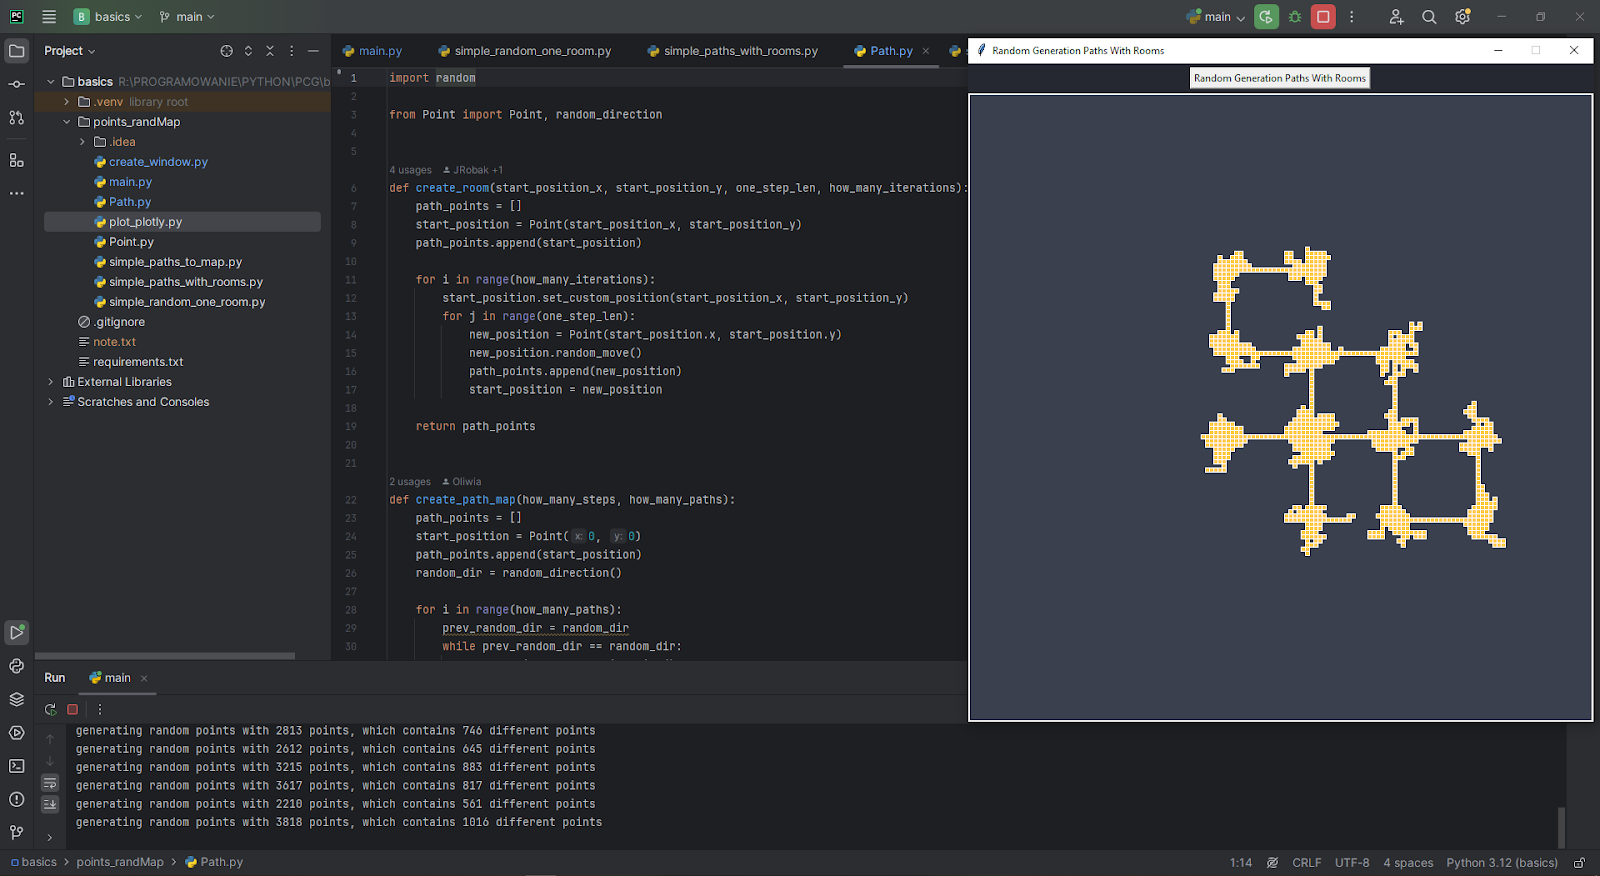 PC
B basics
main
main
Project
main.py
simple_random_one_room.py
simple_paths_with_rooms.py
Path.py
basics R:\PROGRAMOWANIE\PYTHON\PCG\b
.venv library root
points_randMap
.idea
create_window.py
main.py
Path.py
plot_plotly.py
Point.py
simple_paths_to_map.py
simple_paths_with_rooms.py
simple_random_one_room.py
.gitignore
note.txt
requirements.txt
External Libraries
Scratches and Consoles
1 import random
2
3 from Point import Point, random_direction
4
5
4 usages JRobak +1
6 def create_room(start_position_x, start_position_y, one_step_len, how_many_iterations):
7 path_points = []
8 start_position = Point(start_position_x, start_position_y)
9 path_points.append(start_position)
10
11 for i in range(how_many_iterations):
12 start_position.set_custom_position(start_position_x, start_position_y)
13 for j in range(one_step_len):
14 new_position = Point(start_position.x, start_position.y)
15 new_position.random_move()
16 path_points.append(new_position)
17 start_position = new_position
18
19 return path_points
20
21
2 usages Oliwia
22 def create_path_map(how_many_steps, how_many_paths):
23 path_points = []
24 start_position = Point( x: 0, y: 0)
25 path_points.append(start_position)
26 random_dir = random_direction()
27
28 for i in range(how_many_paths):
29 prev_random_dir = random_dir
30 while prev_random_dir == random_dir:
Random Generation Paths With Rooms
Random Generation Paths With Rooms
Run main
generating random points with 2813 points, which contains 746 different points
generating random points with 2612 points, which contains 645 different points
generating random points with 3215 points, which contains 883 different points
generating random points with 3617 points, which contains 817 different points
generating random points with 2210 points, which contains 561 different points
generating random points with 3818 points, which contains 1016 different points
basics > points_randMap > Path.py
1:14 CRLF UTF-8 4 spaces Python 3.12 (basics)